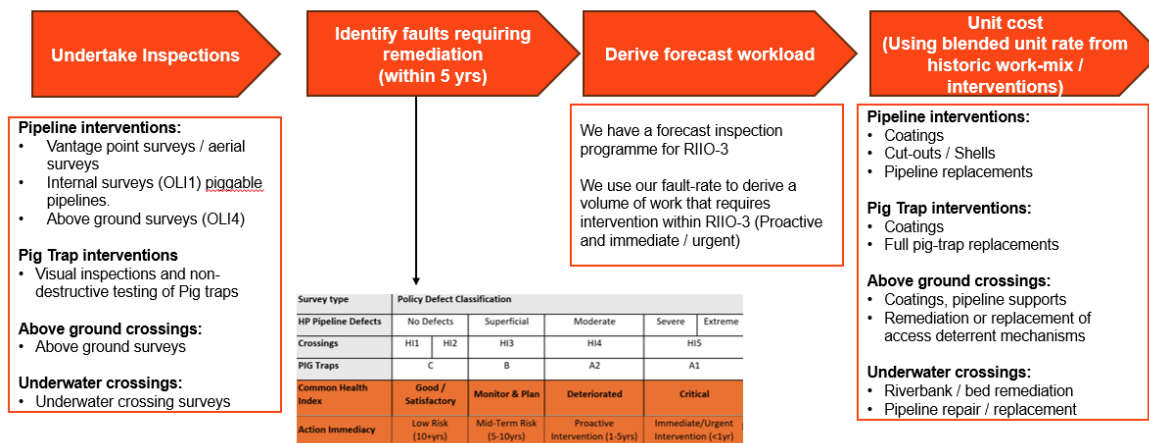 Undertake Inspections
Identify faults requiring
remediation
(within 5 yrs)
Derive forecast workload
Unit cost
(Using blended unit rate from
historic work-mix /
interventions)
Pipeline interventions:
• Vantage point surveys / aerial
surveys
• Internal surveys (OLI1) piggable
pipelines.
• Above ground surveys (OLI4)
Pig Trap interventions
• Visual inspections and non-
destructive testing of Pig traps
Above ground crossings:
• Above ground surveys
Underwater crossings:
• Underwater crossing surveys
We have a forecast inspection
programme for RIIO-3
We use our fault-rate to derive a
volume of work that requires
intervention within RIIO-3 (Proactive
and immediate / urgent)
Pipeline interventions:
• Coatings
• Cut-outs / Shells
• Pipeline replacements
Pig Trap interventions:
• Coatings
• Full pig-trap replacements
Above ground crossings:
• Coatings, pipeline supports
• Remediation or replacement of
access deterrent mechanisms
Underwater crossings:
• Riverbank / bed remediation
• Pipeline repair / replacement
Survey type Policy Defect Classification
HP Pipeline Defects No Defects Superficial Moderate Severe Extreme
Crossings HI1 HI2 HI3 HI4 HI5
PIG Traps C B A2 A1
Common Health Good / Monitor & Plan Deteriorated Critical
Index Satisfactory
Action Immediacy Low Risk Mid-Term Risk Proactive Immediate/Urgent
(10+yrs) (5-10yrs) Intervention (1-5yrs) Intervention (<1yr)